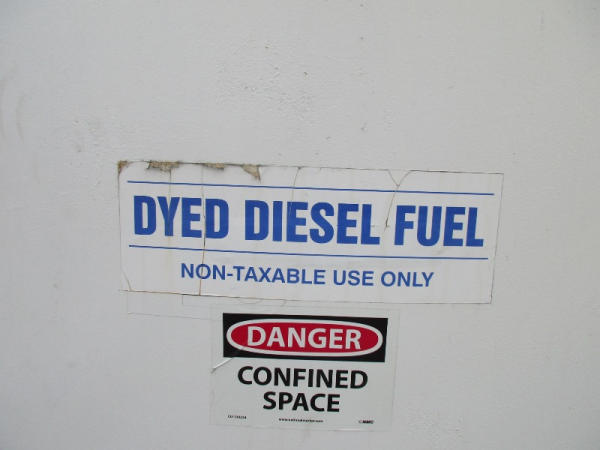 DYED DIESEL FUEL
NON-TAXABLE USE ONLY
DANGER
CONFINED
SPACE